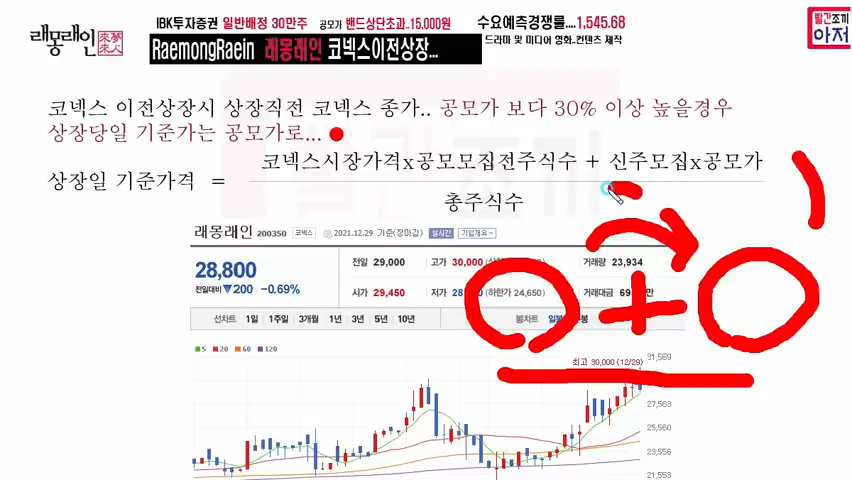 래몽래인 來夢來人
IBK투자증권 일반배정 30만주 공모가 밴드상단초과..15,000원 수요예측경쟁률....1,545.68
RaemongRaein 래몽래인 코넥스이전상장... 드라마 및 미디어 영화..컨텐츠 제작
빨간조끼
아저
코넥스 이전상장시 상장직전 코넥스 종가.. 공모가 보다 30% 이상 높을경우
상장당일 기준가는 공모가로...
코넥스시장가격x공모모집전주식수 + 신주모집x공모가
상장일 기준가격 =
총주식수
래몽래인 200350 코넥스 2021.12.29 기준(장마감) 실시간 기업개요
28,800
전일대비 ▼200 -0.69%
전일 29,000 고가 30,000 거래량 23,934
시가 29,450 저가 (하한가 24,650) 거래대금
선차트 1일 1주일 3개월 1년 3년 5년 10년 봉차트
5 20 60 120
최고 30,000 (12/29)
91,569
27,553
25,560
23,556
21,553